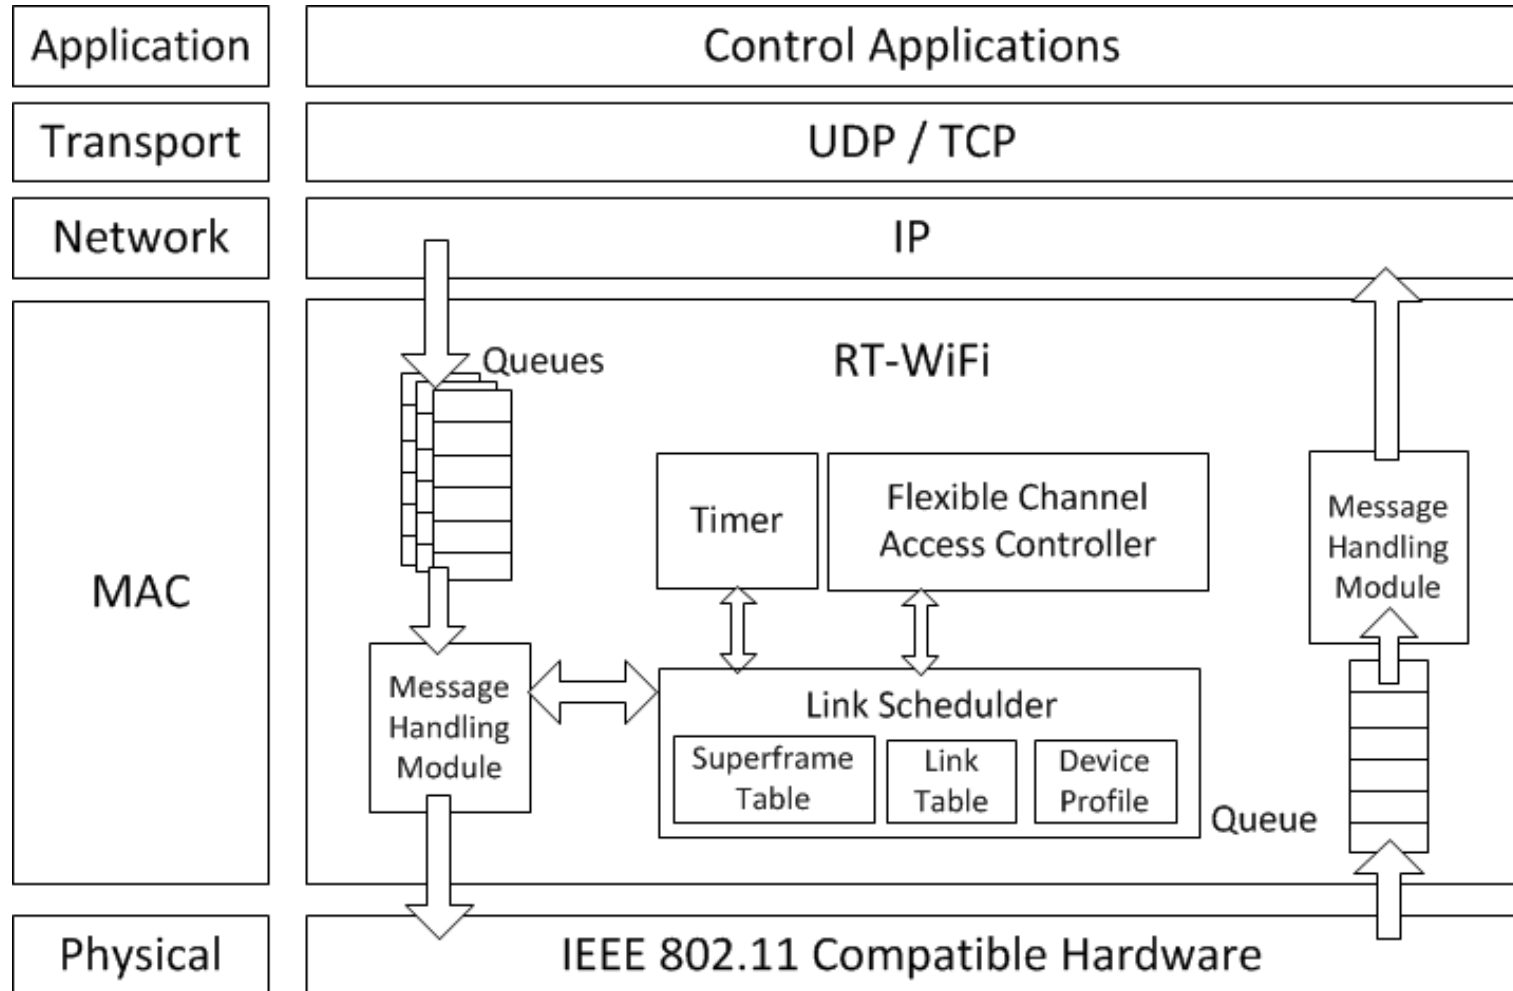 Application
Control Applications
Transport
UDP / TCP
Network
IP
MAC
RT-WiFi
Queues
Timer
Flexible Channel
Access Controller
Message
Handling
Module
Message
Handling
Module
Link Schedulder
Superframe
Table
Link
Table
Device
Profile
Queue
Physical
IEEE 802.11 Compatible Hardware